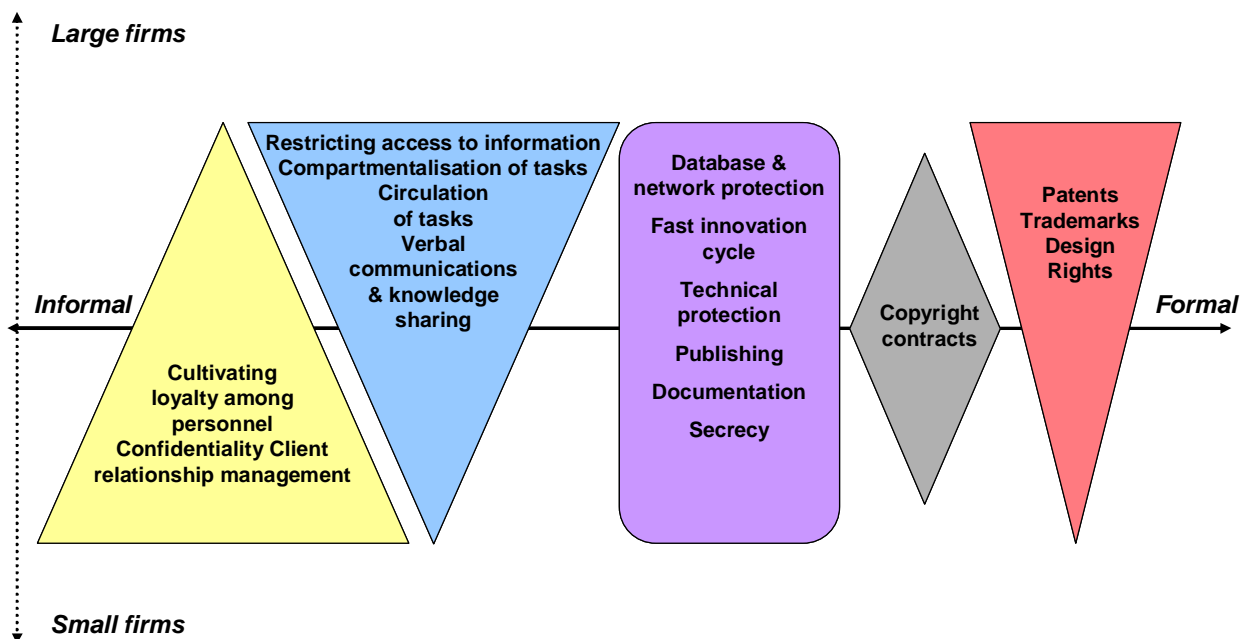 Large firms
Informal
Cultivating
loyalty among
personnel
Confidentiality Client
relationship management
Restricting access to information
Compartmentalisation of tasks
Circulation
of tasks
Verbal
communications
& knowledge
sharing
Database &
network protection
Fast innovation
cycle
Technical
protection
Publishing
Documentation
Secrecy
Copyright
contracts
Patents
Trademarks
Design
Rights
Formal
Small firms